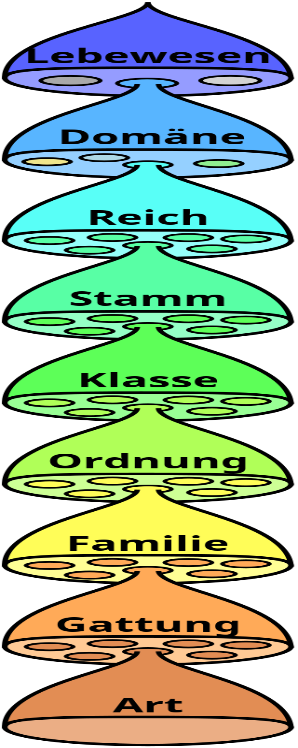 Lebewesen
Domäne
Reich
Stamm
Klasse
Ordnung
Familie
Gattung
Art